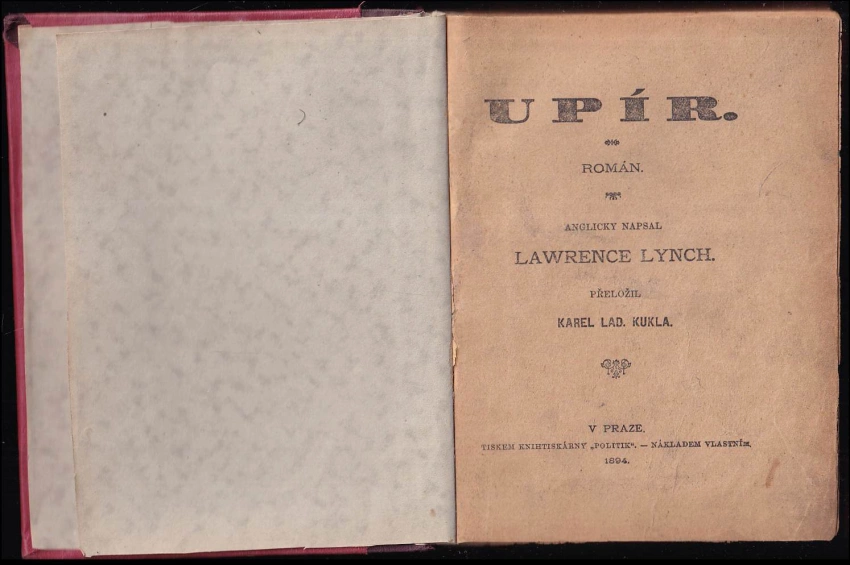 UPÍR.
ROMÁN.
ANGLICKY NAPSAL
LAWRENCE LYNCH.
PŘELOŽIL
KAREL LAD. KUKLA.
V PRAZE.
TISKEM KNIHTISKÁRNY „POLITIK“. — NÁKLADEM VLASTNÍM.
1894.